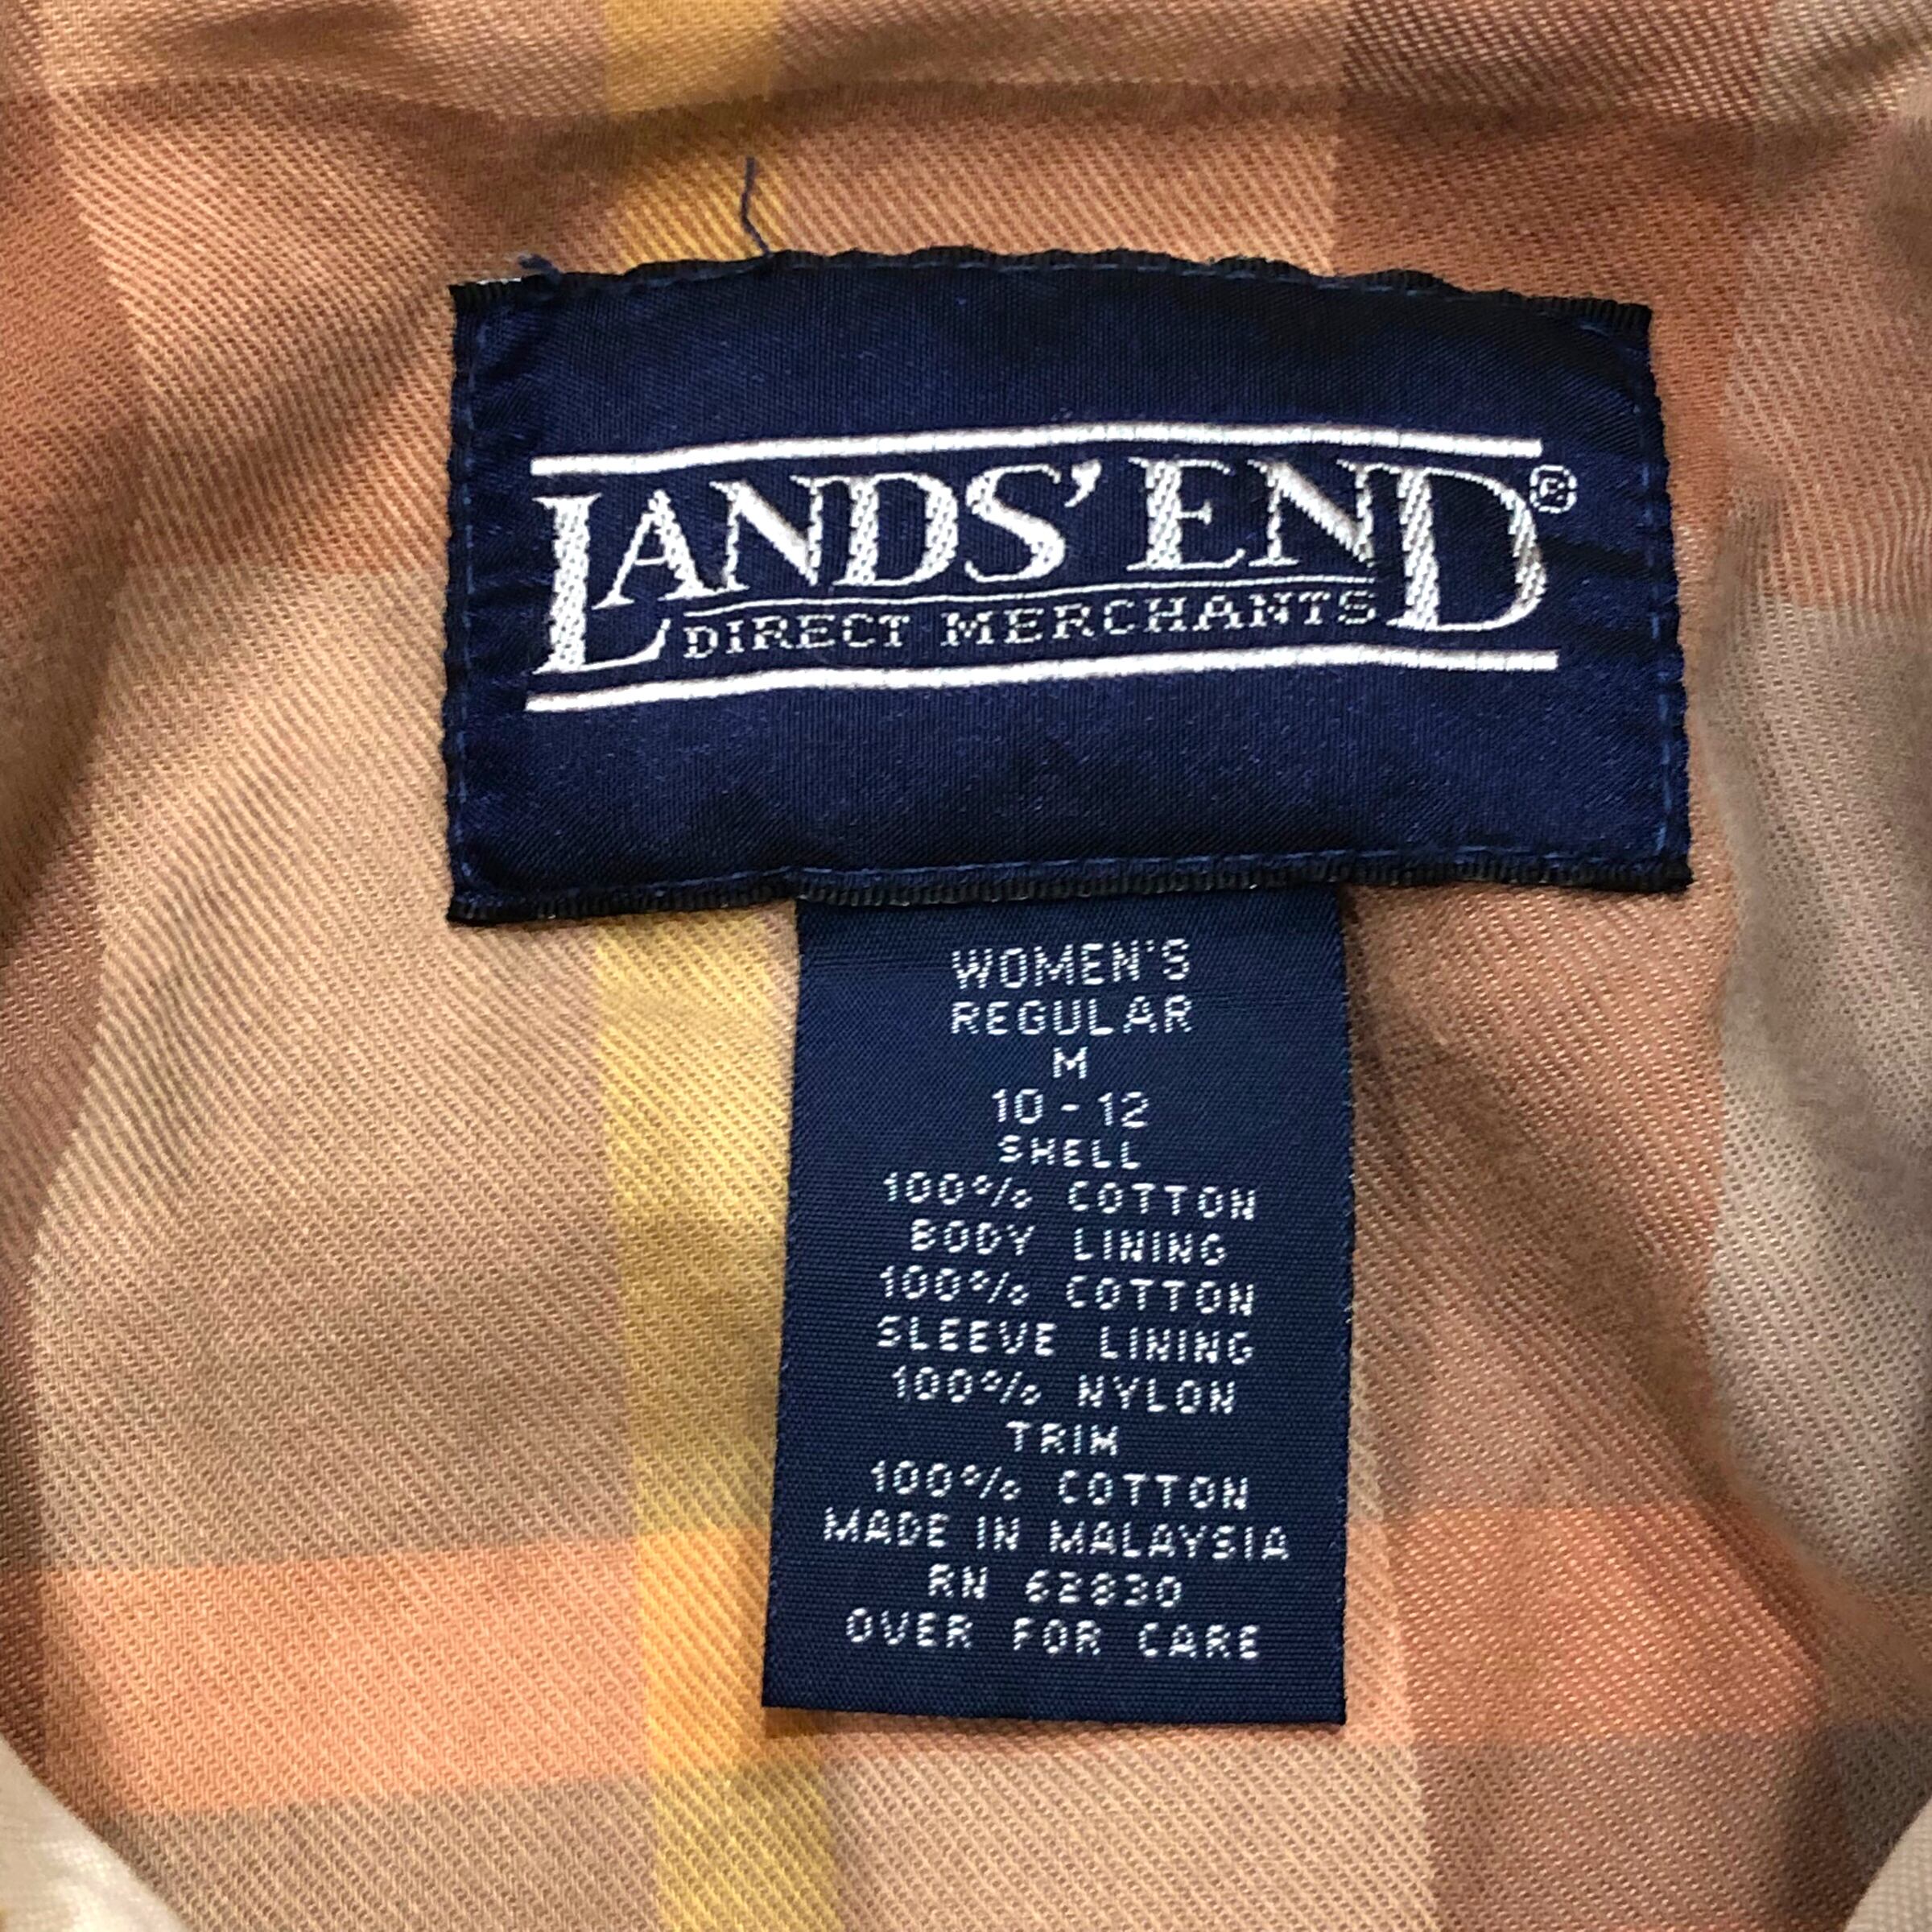 LANDS' END®
DIRECT MERCHANTS
WOMEN'S
REGULAR
M
10-12
SHELL
100% COTTON
BODY LINING
100% COTTON
SLEEVE LINING
100% NYLON
TRIM
100% COTTON
MADE IN MALAYSIA
RN 62830
OVER FOR CARE